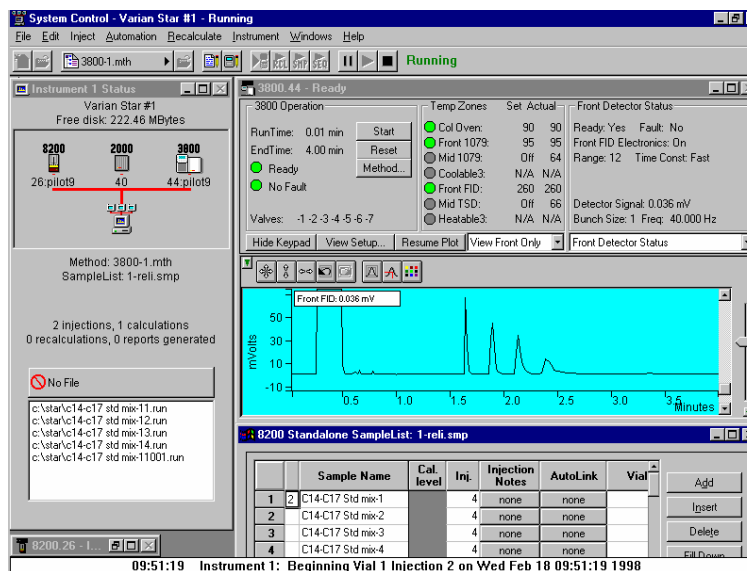 System Control - Varian Star #1 - Running
File Edit Inject Automation Recalculate Instrument Windows Help
3800-1.mth
RCL SMP SEQ
Running
Instrument 1 Status
Varian Star #1
Free disk: 222.46 MBytes
8200 2000 3800
26:pilot9 40 44:pilot9
Method: 3800-1.mth
SampleList: 1-reli.smp
2 injections, 1 calculations
0 recalculations, 0 reports generated
No File
c:\star\c14-c17 std mix-11.run
c:\star\c14-c17 std mix-12.run
c:\star\c14-c17 std mix-13.run
c:\star\c14-c17 std mix-14.run
c:\star\c14-c17 std mix-11001.run
8200.26 - I...
3800.44 - Ready
3800 Operation
RunTime: 0.01 min Start
EndTime: 4.00 min Reset
Ready Method...
No Fault
Valves: -1 -2 -3 -4 -5 -6 -7
Temp Zones Set Actual
Col Oven: 90 90
Front 1079: 95 95
Mid 1079: Off 64
Coolable3: N/A N/A
Front FID: 260 260
Mid TSD: Off 66
Heatable3: N/A N/A
Front Detector Status
Ready: Yes Fault: No
Front FID Electronics: On
Range: 12 Time Const: Fast
Detector Signal: 0.036 mV
Bunch Size: 1 Freq: 40.000 Hz
Hide Keypad View Setup... Resume Plot View Front Only Front Detector Status
Front FID: 0.036 mV
mVolts
50
30
10
-10
0.5 1.0 1.5 2.0 2.5 3.0 3.5
Minutes
8200 Standalone SampleList: 1-reli.smp
Sample Name Cal. level Inj. Injection Notes AutoLink Vial
1 2 C14-C17 Std mix-1 4 none none
2 C14-C17 Std mix-2 4 none none
3 C14-C17 Std mix-3 4 none none
4 C14-C17 Std mix-4 4 none none
Add
Insert
Delete
Fill Down
09:51:19 Instrument 1: Beginning Vial 1 Injection 2 on Wed Feb 18 09:51:19 1998